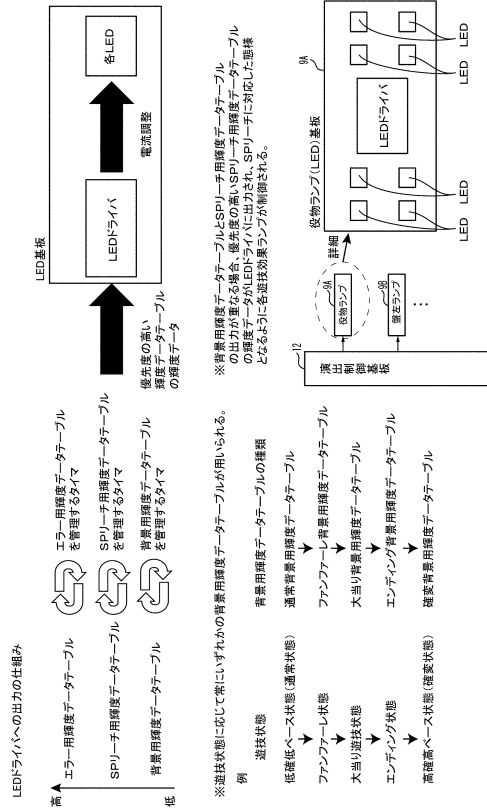 LEDドライバへの出力の仕組み
高
エラー用輝度データテーブル
SPリーチ用輝度データテーブル
背景用輝度データテーブル
低
エラー用輝度データテーブル
を管理するタイマ
SPリーチ用輝度データテーブル
を管理するタイマ
背景用輝度データテーブル
を管理するタイマ
優先度の高い
輝度データテーブル
の輝度データ
LED基板
LEDドライバ
電流調整
各LED
※遊技状態に応じて常にいずれかの背景用輝度データテーブルが用いられる。
例
遊技状態
背景用輝度データテーブルの種類
低確低ベース状態(通常状態)
通常背景用輝度データテーブル
ファンファーレ状態
ファンファーレ背景用輝度データテーブル
大当り遊技状態
大当り背景用輝度データテーブル
エンディング状態
エンディング背景用輝度データテーブル
高確高ベース状態(確変状態)
確変背景用輝度データテーブル
※背景用輝度データテーブルとSPリーチ用輝度データテーブル
の出力が重なる場合、優先度の高いSPリーチ用輝度データテーブル
の輝度データがLEDドライバに出力され、SPリーチに対応した態様
となるように各遊技効果ランプが制御される。
12
演出制御基板
9A
役物ランプ
9B
盤左ランプ
詳細
役物ランプ(LED)基板
9A
LEDドライバ
LED
LED
LED
LED